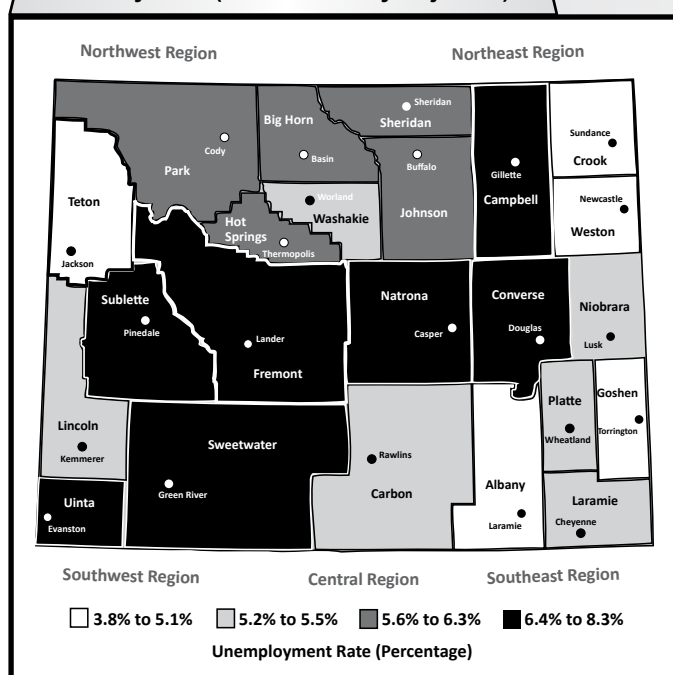 Northwest Region
Northeast Region
Sheridan
Sheridan
Big Horn
Cody
Basin
Park
Buffalo
Johnson
Gillette
Campbell
Sundance
Crook
Newcastle
Weston
Teton
Jackson
Worland
Washakie
Hot
Springs
Thermopolis
Sublette
Pinedale
Lander
Fremont
Natrona
Casper
Converse
Douglas
Niobrara
Lusk
Lincoln
Kemmerer
Sweetwater
Green River
Uinta
Evanston
Rawlins
Carbon
Albany
Laramie
Platte
Wheatland
Goshen
Torrington
Laramie
Cheyenne
Southwest Region
Central Region
Southeast Region
3.8% to 5.1%
5.2% to 5.5%
5.6% to 6.3%
6.4% to 8.3%
Unemployment Rate (Percentage)